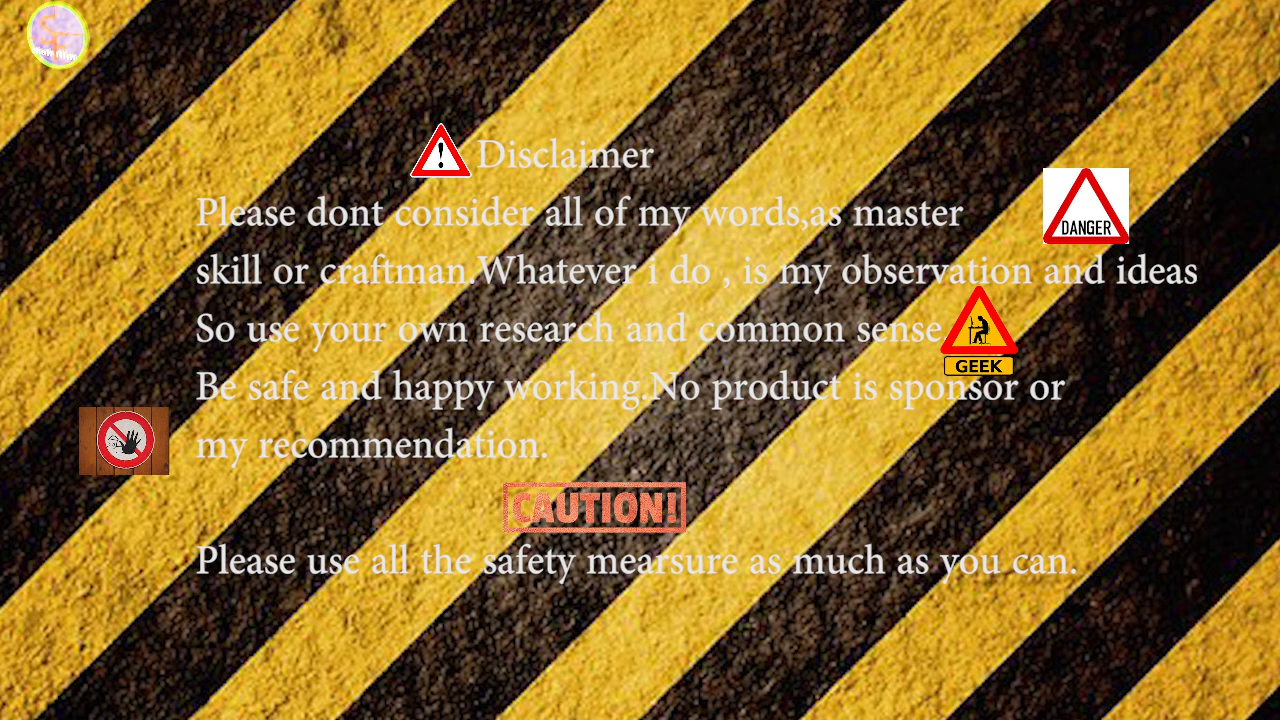 Disclaimer
Please dont consider all of my words,as master
DANGER
skill or craftman.Whatever i do , is my observation and ideas
So use your own research and common sense
GEEK
Be safe and happy working.No product is sponsor or
my recommendation.
CAUTION!
Please use all the safety mearsure as much as you can.